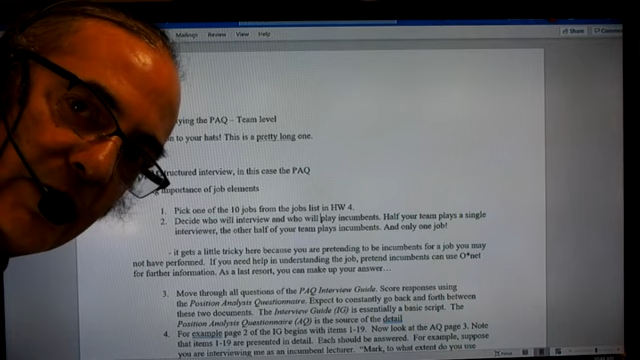 Mailings Review View Help Share Comments
ying the PAQ – Team level
on to your hats! This is a pretty long one.
structured interview, in this case the PAQ
importance of job elements
1. Pick one of the 10 jobs from the jobs list in HW 4.
2. Decide who will interview and who will play incumbents. Half your team plays a single
interviewer, the other half of your team plays incumbents. And only one job!
- it gets a little tricky here because you are pretending to be incumbents for a job you may
not have performed. If you need help in understanding the job, pretend incumbents can use O*net
for further information. As a last resort, you can make up your answer…
3. Move through all questions of the PAQ Interview Guide. Score responses using
the Position Analysis Questionnaire. Expect to constantly go back and forth between
these two documents. The Interview Guide (IG) is essentially a basic script. The
Position Analysis Questionnaire (AQ) is the source of the detail
4. For example page 2 of the IG begins with items 1-19. Now look at the AQ page 3. Note
that items 1-19 are presented in detail. Each should be answered. For example, suppose
you are interviewing me as an incumbent lecturer. "Mark, to what extent do you use